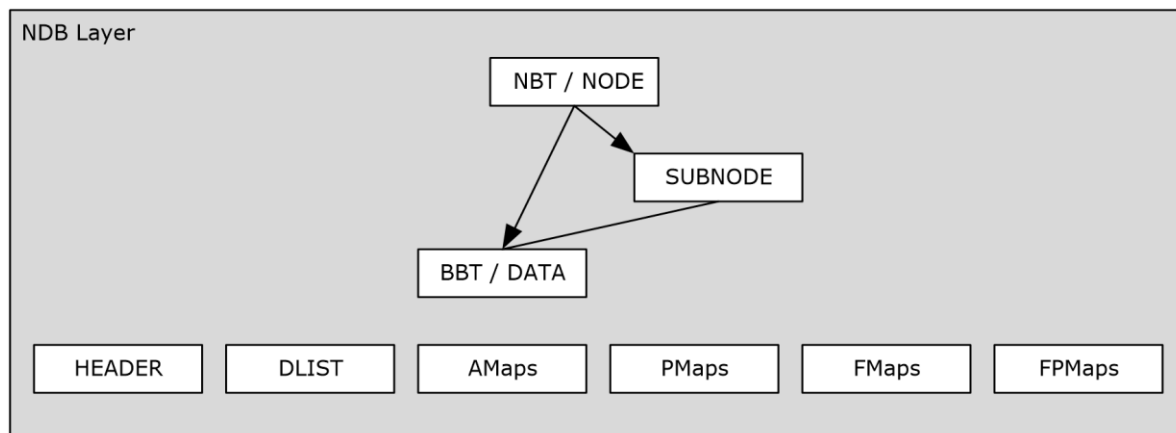 NDB Layer
NBT / NODE
SUBNODE
BBT / DATA
HEADER
DLIST
AMaps
PMaps
FMaps
FPMaps